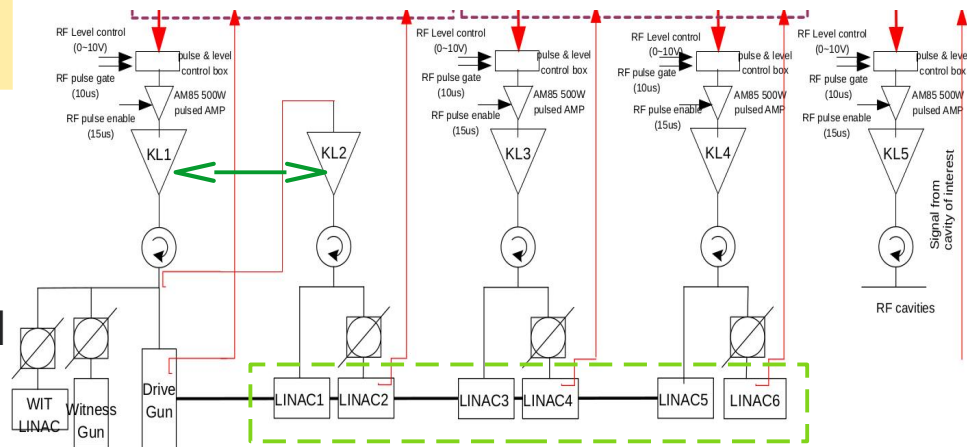 RF Level control
(0~10V)
RF pulse gate
(10us)
RF pulse enable
(15us)
pulse & level
control box
AM85 500W
pulsed AMP
KL1
KL2
RF Level control
(0~10V)
RF pulse gate
(10us)
RF pulse enable
(15us)
pulse & level
control box
AM85 500W
pulsed AMP
KL3
RF Level control
(0~10V)
RF pulse gate
(10us)
RF pulse enable
(15us)
pulse & level
control box
AM85 500W
pulsed AMP
KL4
RF Level control
(0~10V)
RF pulse gate
(10us)
RF pulse enable
(15us)
pulse & level
control box
AM85 500W
pulsed AMP
KL5
Signal from
cavity of interest
RF cavities
WIT
LINAC
Witness
Gun
Drive
Gun
LINAC1
LINAC2
LINAC3
LINAC4
LINAC5
LINAC6